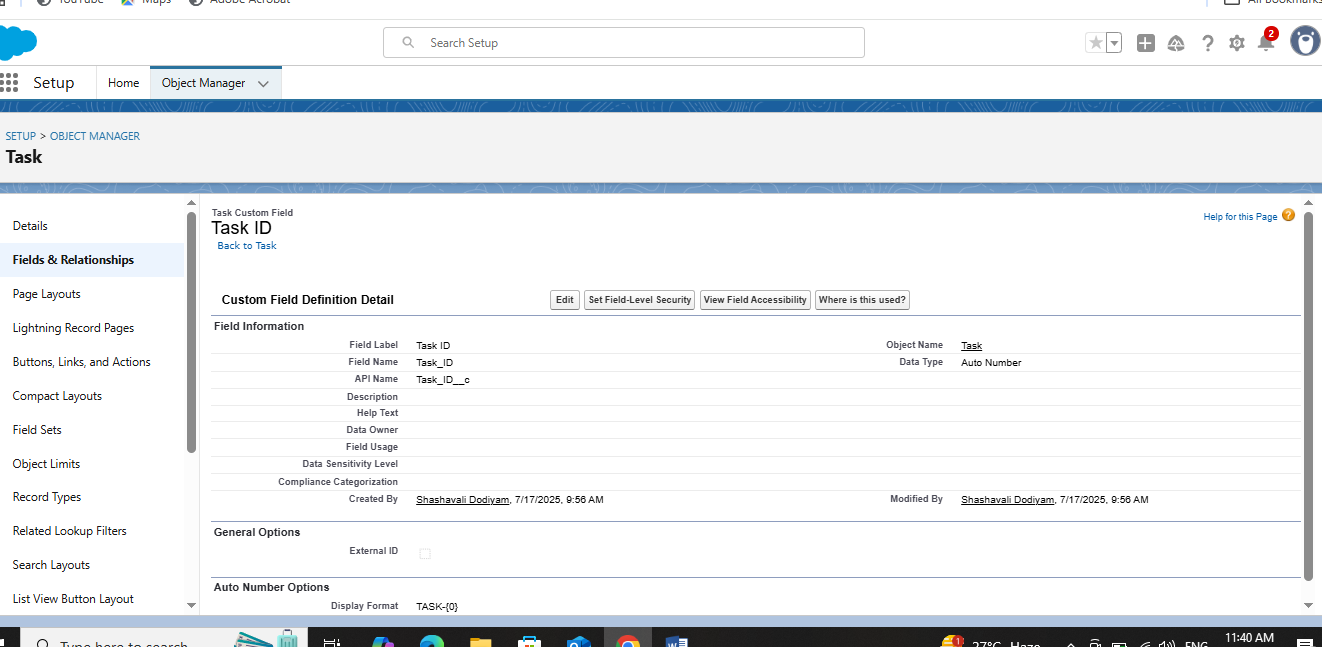 YouTube Maps Adobe Acrobat All Bookmarks
Search Setup
2
Setup Home Object Manager
SETUP > OBJECT MANAGER
Task
Details
Fields & Relationships
Page Layouts
Lightning Record Pages
Buttons, Links, and Actions
Compact Layouts
Field Sets
Object Limits
Record Types
Related Lookup Filters
Search Layouts
List View Button Layout
Task Custom Field
Task ID
Back to Task
Help for this Page ?
Custom Field Definition Detail
Edit Set Field-Level Security View Field Accessibility Where is this used?
Field Information
Field Label Task ID Object Name Task
Field Name Task_ID Data Type Auto Number
API Name Task_ID__c
Description
Help Text
Data Owner
Field Usage
Data Sensitivity Level
Compliance Categorization
Created By Shashavali Dodiyam, 7/17/2025, 9:56 AM Modified By Shashavali Dodiyam, 7/17/2025, 9:56 AM
General Options
External ID
Auto Number Options
Display Format TASK-{0}
Type here to search 1 27°C Haze ENG 11:40 AM